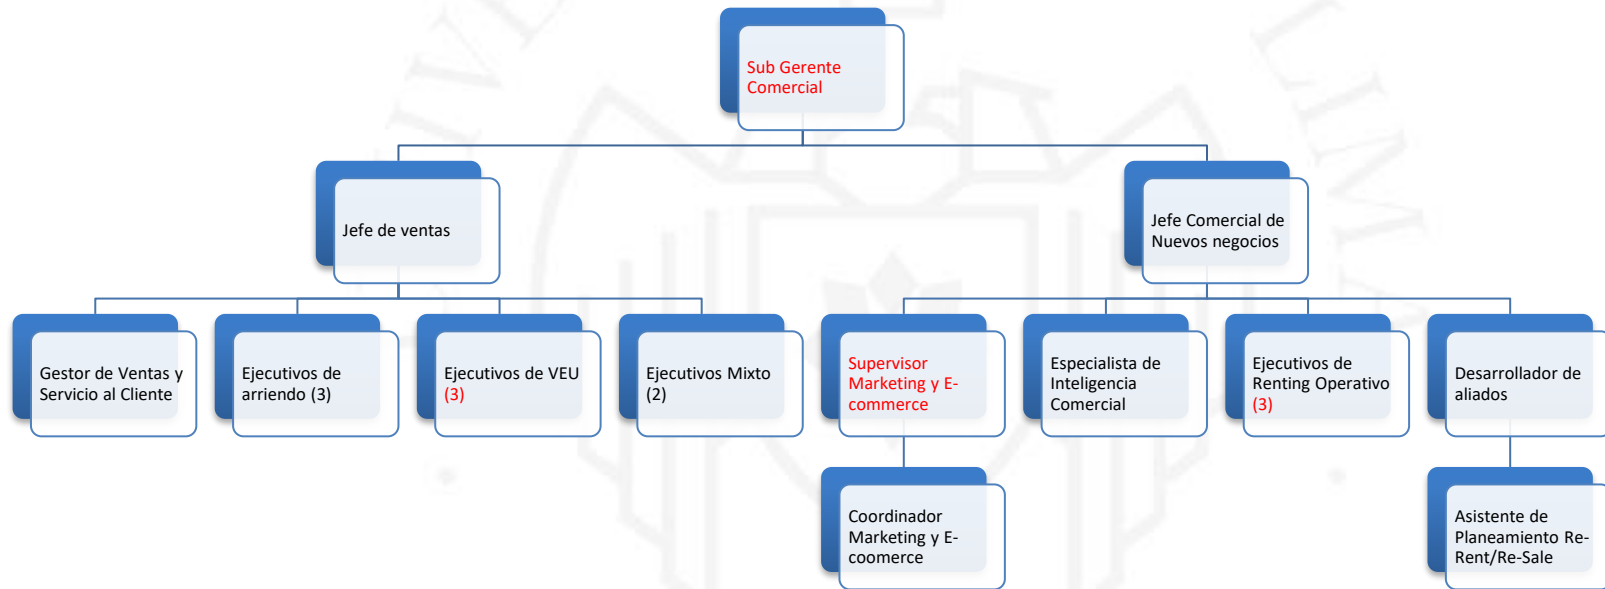 Sub Gerente
Comercial
Jefe de ventas
Jefe Comercial de
Nuevos negocios
Gestor de Ventas y
Servicio al Cliente
Ejecutivos de
arriendo (3)
Ejecutivos de VEU
(3)
Ejecutivos Mixto
(2)
Supervisor
Marketing y E-
commerce
Especialista de
Inteligencia
Comercial
Ejecutivos de
Renting Operativo
(3)
Desarrollador de
aliados
Coordinador
Marketing y E-
coomerce
Asistente de
Planeamiento Re-
Rent/Re-Sale